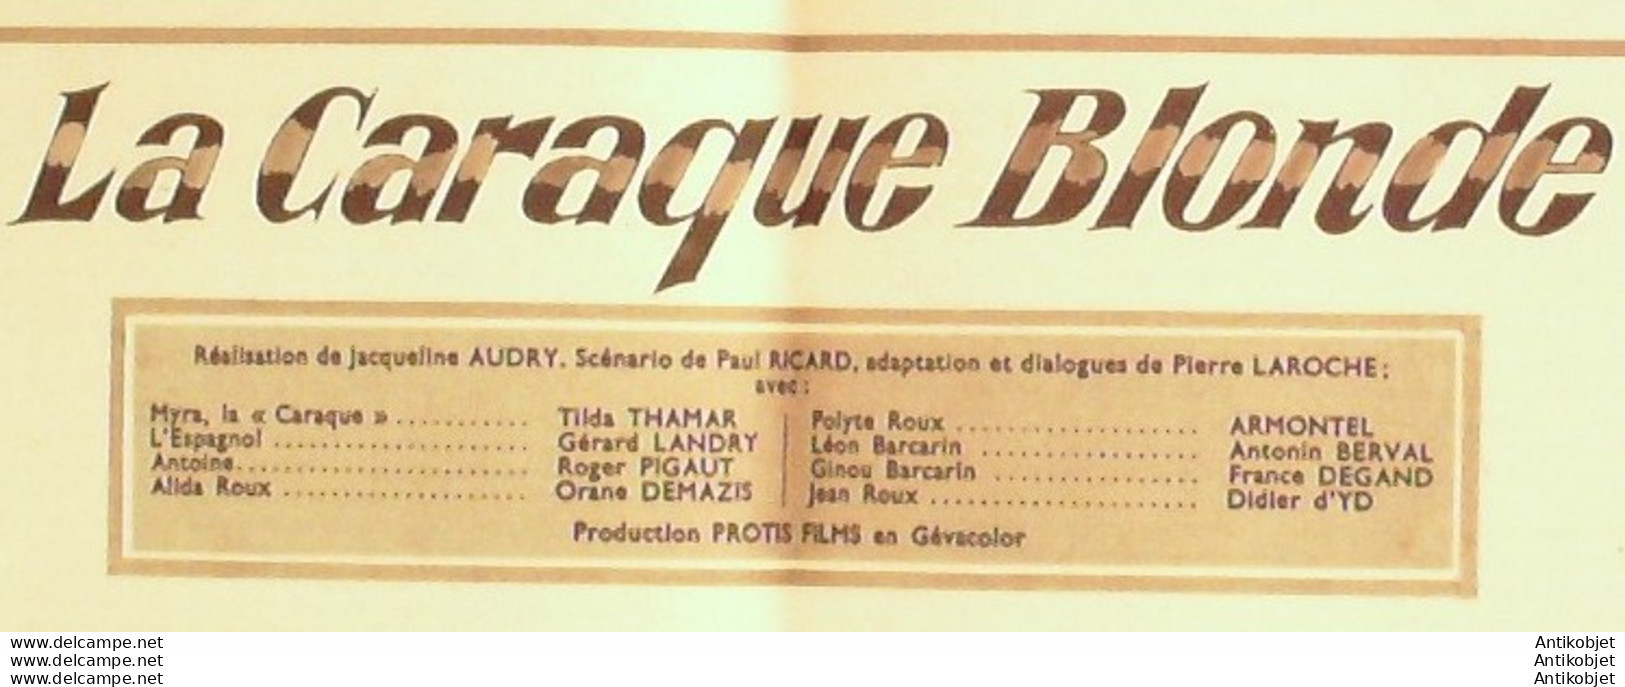 La Caraque Blonde
Réalisation de Jacqueline AUDRY. Scénario de Paul RICARD, adaptation et dialogues de Pierre LAROCHE;
avec:
Myra, la « Caraque » .......... Tilda THAMAR
L'Espagnol .................... Gérard LANDRY
Antoine....................... Roger PIGAUT
Alida Roux ................... Orane DEMAZIS
Polyte Roux ................... ARMONTEL
Léon Barcarin ................. Antonin BERVAL
Ginou Barcarin ................ France DEGAND
Jean Roux ..................... Didier d'YD
Production PROTIS FILMS en Gévacolor
www.delcampe.net
www.delcampe.net
www.delcampe.net
Antikobjet
Antikobjet
Antikobjet